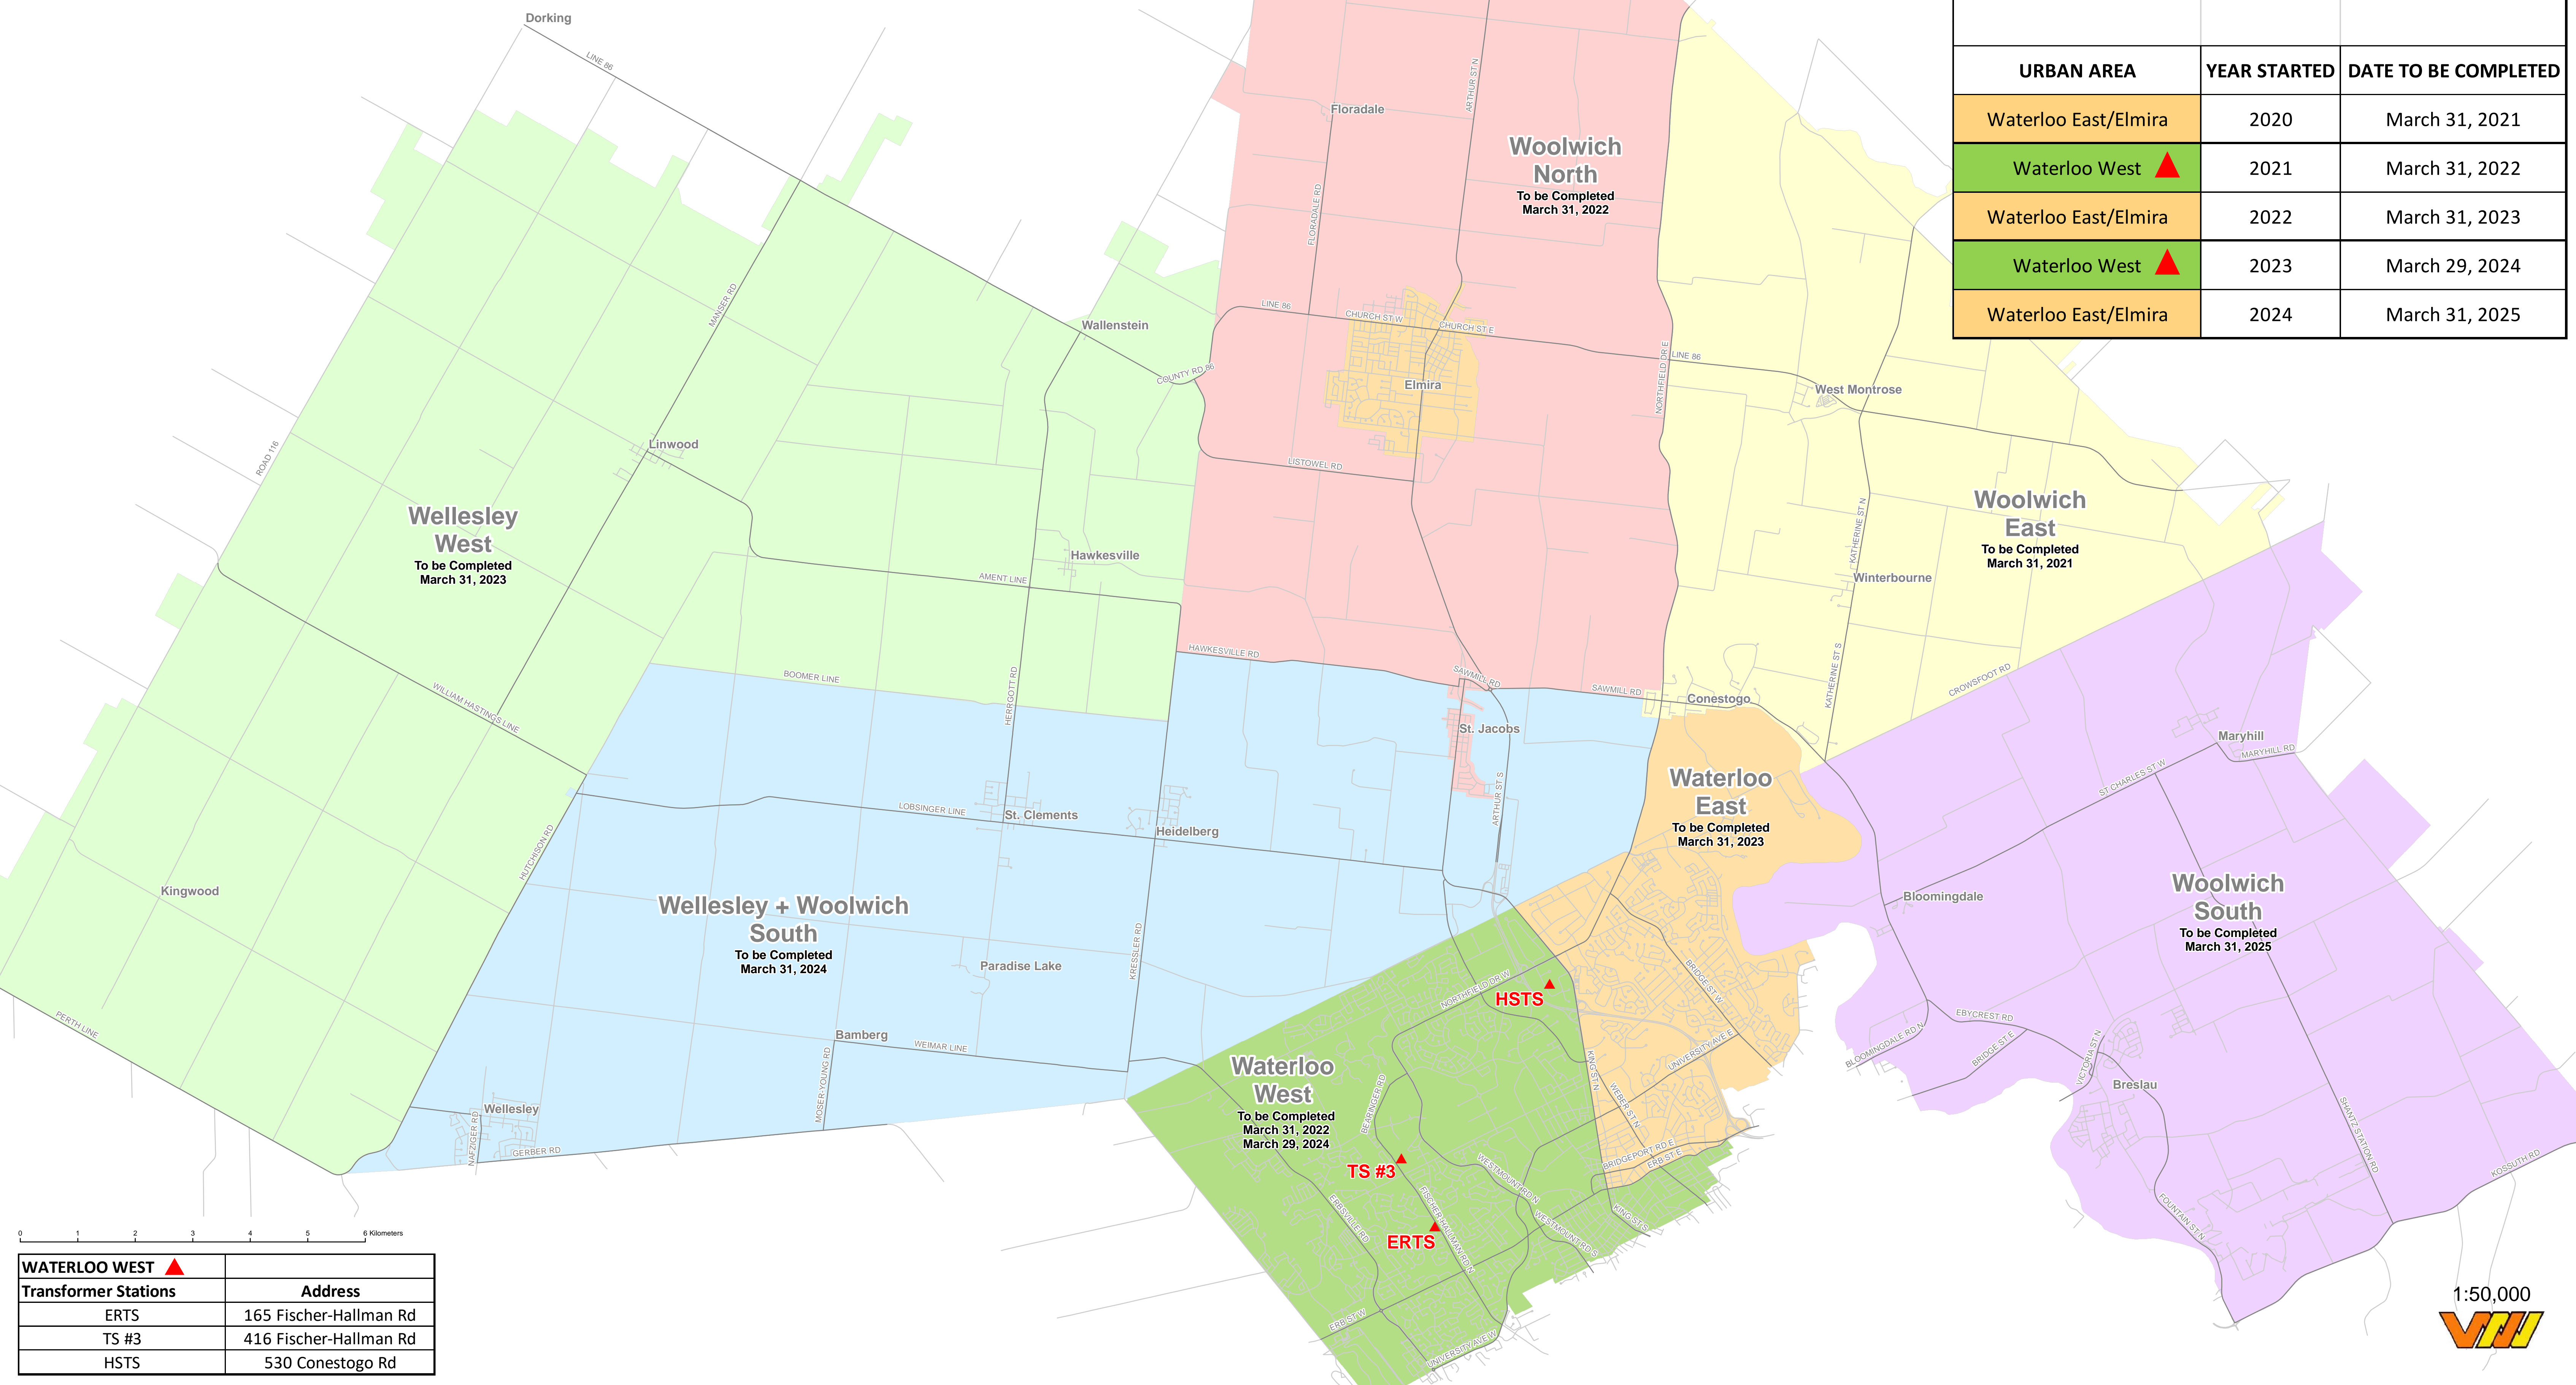 Dorking
LINE 86
URBAN AREA YEAR STARTED DATE TO BE COMPLETED
Waterloo East/Elmira 2020 March 31, 2021
Waterloo West 2021 March 31, 2022
Waterloo East/Elmira 2022 March 31, 2023
Waterloo West 2023 March 29, 2024
Waterloo East/Elmira 2024 March 31, 2025
ARTHUR ST N
Floradale
Woolwich
North
To be Completed
March 31, 2022
FLORADALE RD
MANSER RD
Wallenstein
COUNTY RD 86
LINE 86
CHURCH ST W
CHURCH ST E
Elmira
NORTHFIELD DR E
LINE 86
West Montrose
LISTOWEL RD
ROAD 116
Linwood
Wellesley
West
To be Completed
March 31, 2023
Hawkesville
AMENT LINE
Woolwich
East
To be Completed
March 31, 2021
KATHERINE ST N
Winterbourne
HAWKESVILLE RD
SAWMILL RD
SAWMILL RD
Conestogo
KATHERINE ST S
CROWSFOOT RD
BOOMER LINE
HERRGOTT RD
WILLIAM HASTINGS LINE
St. Jacobs
ARTHUR ST S
Waterloo
East
To be Completed
March 31, 2023
Maryhill
MARYHILL RD
ST CHARLES ST W
LOBSINGER LINE
St. Clements
Heidelberg
HUTCHISON RD
Kingwood
Wellesley + Woolwich
South
To be Completed
March 31, 2024
Paradise Lake
KRESSLER RD
Bloomingdale
Woolwich
South
To be Completed
March 31, 2025
NORTHFIELD DR W
HSTS
BRIDGE ST W
PERTH LINE
Bamberg
WEIMAR LINE
MOSER-YOUNG RD
Waterloo
West
To be Completed
March 31, 2022
March 29, 2024
BEARINGER RD
KING ST N
UNIVERSITY AVE E
WEBER ST N
BLOOMINGDALE RD N
EBYCREST RD
BRIDGE ST E
VICTORIA ST N
Breslau
Wellesley
NAFZIGER RD
GERBER RD
TS #3
WESTMOUNT RD N
BRIDGEPORT RD E
ERB ST E
SHANTZ STATION RD
KOSSUTH RD
FOUNTAIN ST N
ERBSVILLE RD
FISCHER-HALLMAN RD N
ERTS
WESTMOUNT RD S
KING ST S
ERB ST W
UNIVERSITY AVE W
0 1 2 3 4 5 6 Kilometers
WATERLOO WEST
Transformer Stations Address
ERTS 165 Fischer-Hallman Rd
TS #3 416 Fischer-Hallman Rd
HSTS 530 Conestogo Rd
1:50,000